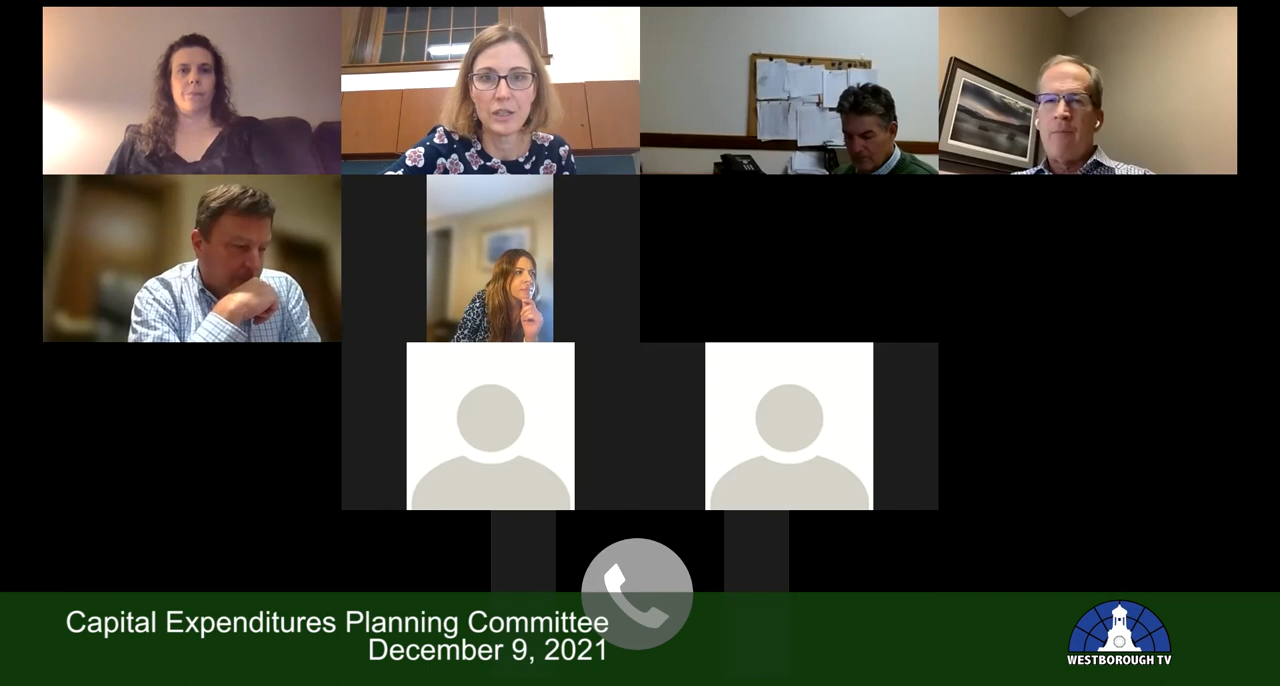 Capital Expenditures Planning Committee
December 9, 2021
WESTBOROUGH TV